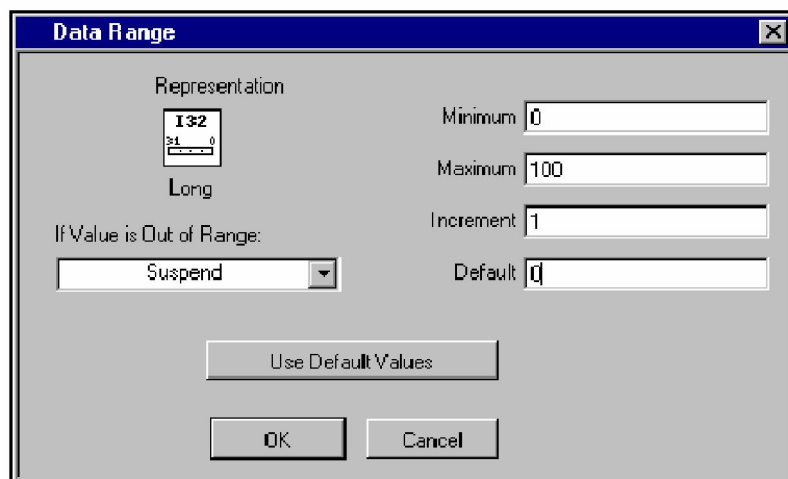 Data Range
Representation
I32
31 0
Long
If Value is Out of Range:
Suspend
Minimum 0
Maximum 100
Increment 1
Default 0
Use Default Values
OK
Cancel